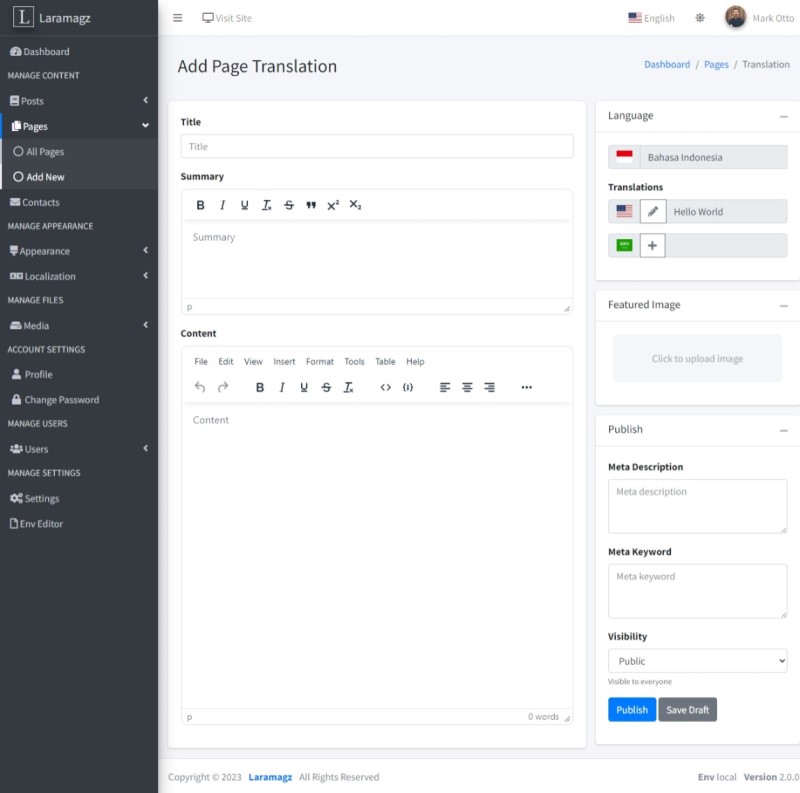 L Laramagz
Visit Site
English
Mark Otto
Dashboard
MANAGE CONTENT
Posts
Pages
All Pages
Add New
Contacts
MANAGE APPEARANCE
Appearance
Localization
MANAGE FILES
Media
ACCOUNT SETTINGS
Profile
Change Password
MANAGE USERS
Users
MANAGE SETTINGS
Settings
Env Editor
Add Page Translation
Dashboard / Pages / Translation
Title
Title
Summary
B I U T S ” X² X₂
Summary
p
Content
File Edit View Insert Format Tools Table Help
B I U S T <> {;} ...
Content
p 0 words
Language
Bahasa Indonesia
Translations
Hello World
Featured Image
Click to upload image
Publish
Meta Description
Meta description
Meta Keyword
Meta keyword
Visibility
Public
Visible to everyone
Publish Save Draft
Copyright © 2023 Laramagz All Rights Reserved
Env local Version 2.0.0